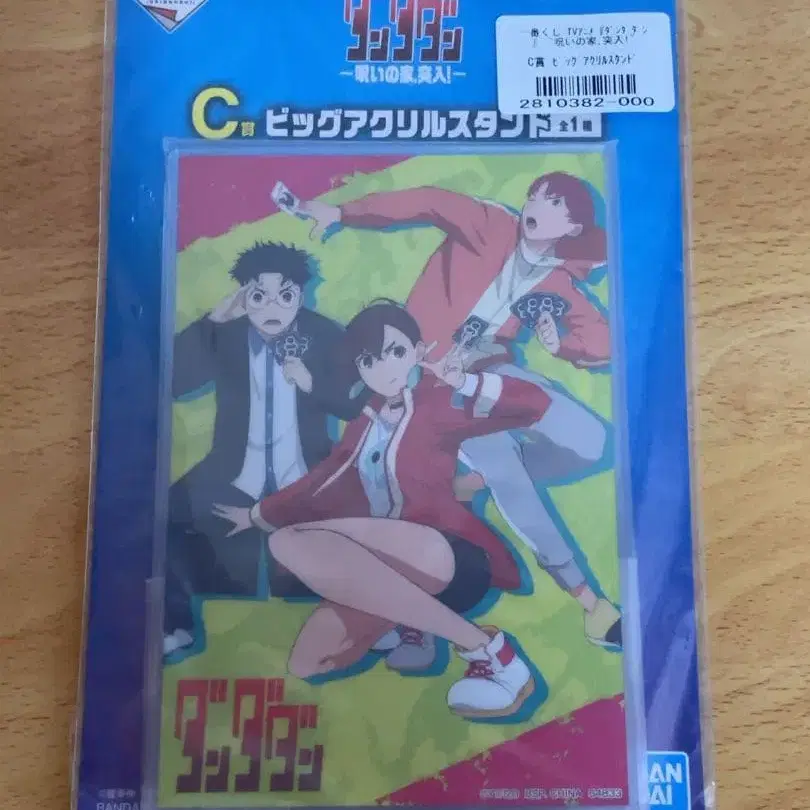 ダンダダン
一番くじ TVアニメ『ダンダダン
』 ~呪いの家、突入!~
C賞 ビッグアクリルスタンド
2810382-000
-呪いの家、突入!-
C賞 ビッグアクリルスタンド 全1種
ダンダダン
CHINA 54833
BANDAI
BANDAI